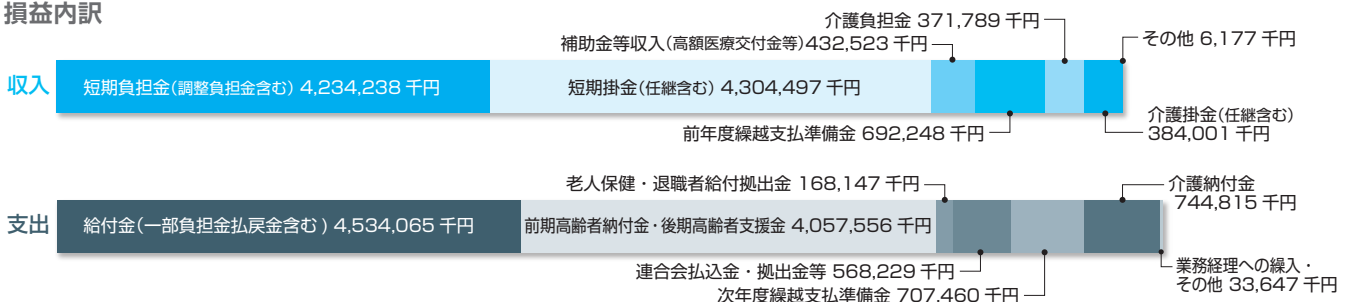 損益内訳
介護負担金 371,789 千円
補助金等収入(高額医療交付金等)432,523 千円
その他 6,177 千円
収入
短期負担金(調整負担金含む) 4,234,238 千円
短期掛金(任継含む) 4,304,497 千円
前年度繰越支払準備金 692,248 千円
介護掛金(任継含む)
384,001 千円
老人保健・退職者給付拠出金 168,147 千円
介護納付金
744,815 千円
支出
給付金(一部負担金払戻金含む) 4,534,065 千円
前期高齢者納付金・後期高齢者支援金 4,057,556 千円
連合会払込金・拠出金等 568,229 千円
次年度繰越支払準備金 707,460 千円
業務経理への繰入・
その他 33,647 千円